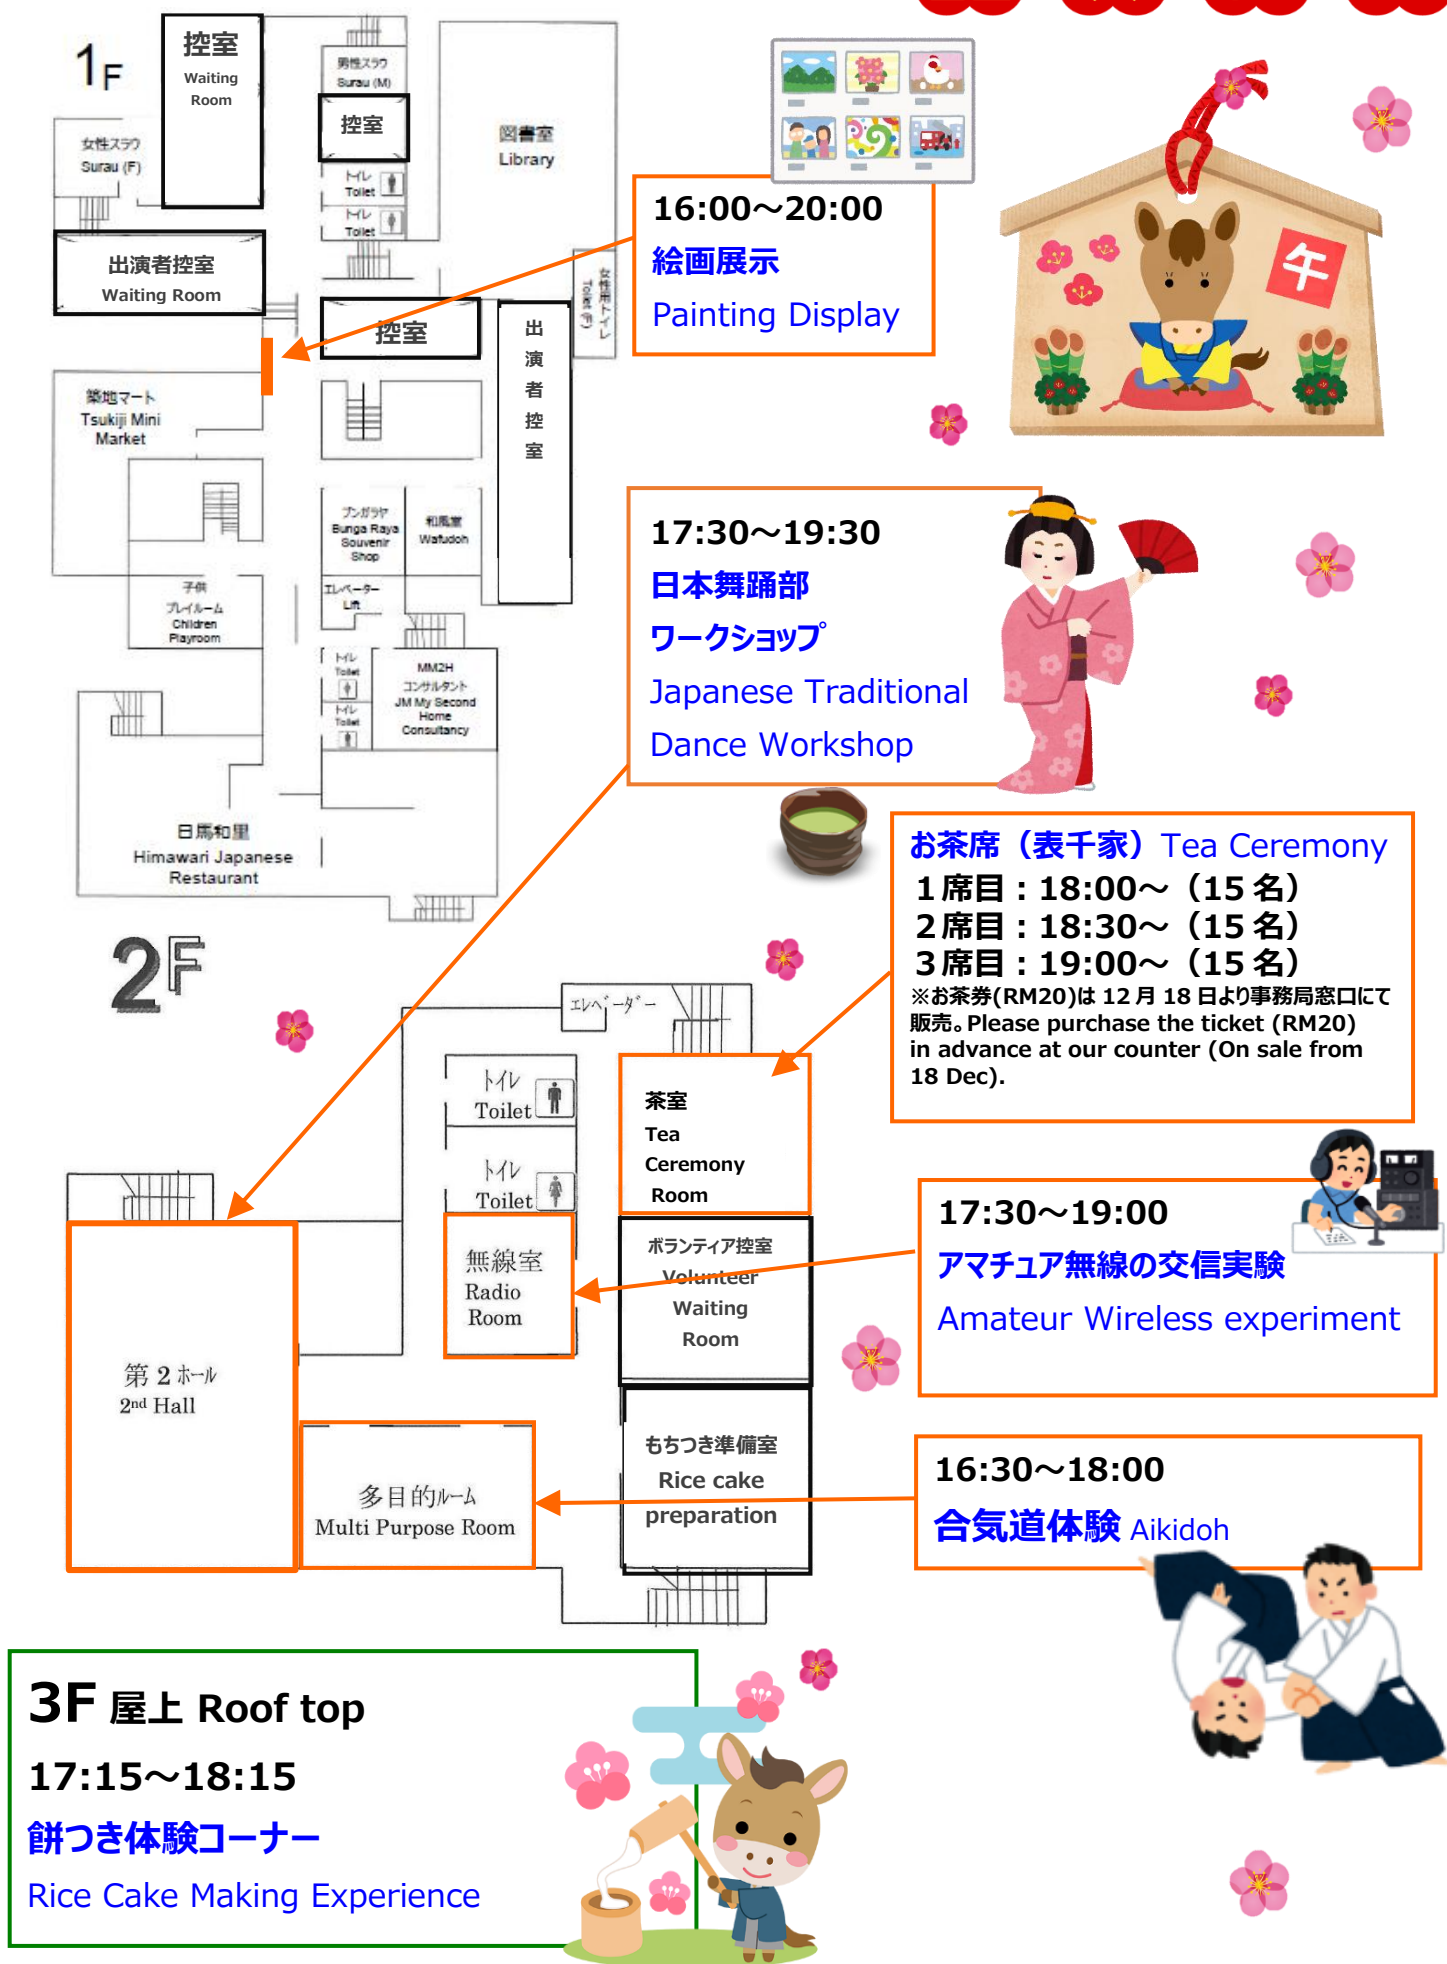 1F
控室
Waiting
Room
男性スラウ
Surau (M)
控室
図書室
Library
女性スラウ
Surau (F)
トイレ
Toilet
トイレ
Toilet
出演者控室
Waiting Room
控室
女性用トイレ
Toilet (F)
出演者控室
築地マート
Tsukiji Mini
Market
ブンガラヤ
Bunga Raya
Souvenir
Shop
和風堂
Wafudoh
子供
プレイルーム
Children
Playroom
エレベーター
Lift
トイレ
Toilet
トイレ
Toilet
MM2H
コンサルタント
JM My Second
Home
Consultancy
日馬和里
Himawari Japanese
Restaurant
16:00～20:00
絵画展示
Painting Display
午
17:30～19:30
日本舞踊部
ワークショップ
Japanese Traditional
Dance Workshop
お茶席（表千家）Tea Ceremony
1席目：18:00～（15名）
2席目：18:30～（15名）
3席目：19:00～（15名）
※お茶券(RM20)は 12 月 18 日より事務局窓口にて
販売。Please purchase the ticket (RM20)
in advance at our counter (On sale from
18 Dec).
2F
エレベーダー
トイレ
Toilet
トイレ
Toilet
茶室
Tea
Ceremony
Room
無線室
Radio
Room
ボランティア控室
Volunteer
Waiting
Room
第2ホール
2nd Hall
多目的ルーム
Multi Purpose Room
もちつき準備室
Rice cake
preparation
17:30～19:00
アマチュア無線の交信実験
Amateur Wireless experiment
16:30～18:00
合気道体験 Aikidoh
3F 屋上 Roof top
17:15～18:15
餅つき体験コーナー
Rice Cake Making Experience